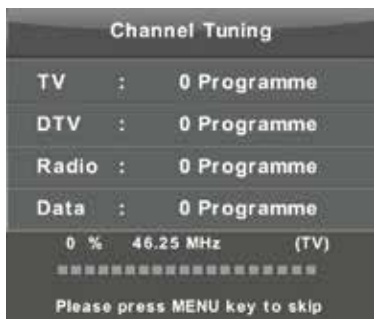 Channel Tuning
TV : 0 Programme
DTV : 0 Programme
Radio : 0 Programme
Data : 0 Programme
0 % 46.25 MHz (TV)
Please press MENU key to skip